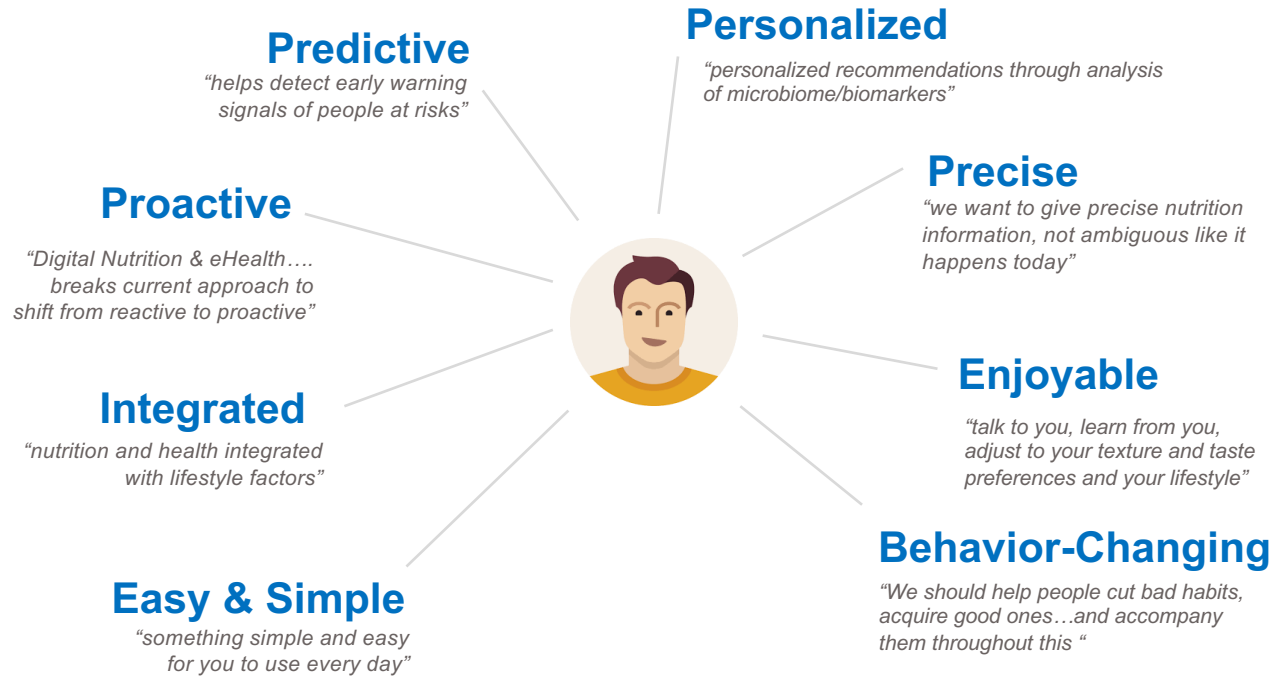 Predictive
“helps detect early warning
signals of people at risks”
Personalized
“personalized recommendations through analysis
of microbiome/biomarkers”
Proactive
“Digital Nutrition & eHealth….
breaks current approach to
shift from reactive to proactive”
Precise
“we want to give precise nutrition
information, not ambiguous like it
happens today”
Integrated
“nutrition and health integrated
with lifestyle factors”
Enjoyable
“talk to you, learn from you,
adjust to your texture and taste
preferences and your lifestyle”
Easy & Simple
“something simple and easy
for you to use every day”
Behavior-Changing
“We should help people cut bad habits,
acquire good ones…and accompany
them throughout this “